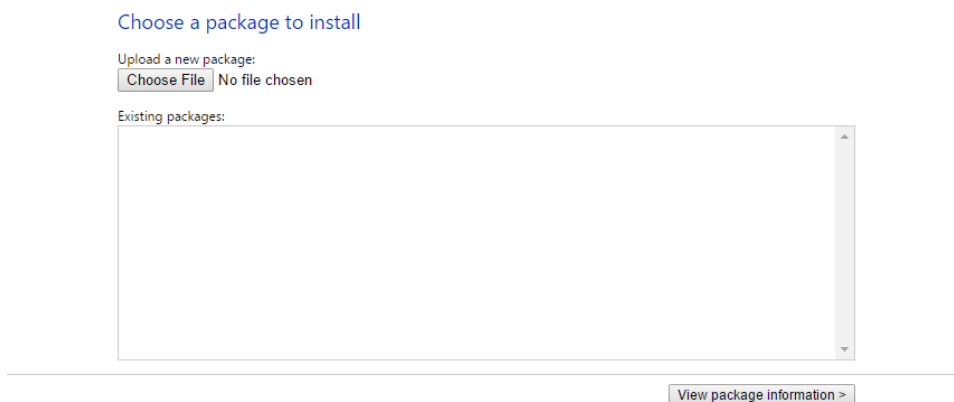 Choose a package to install
Upload a new package:
Choose File No file chosen
Existing packages:
View package information >